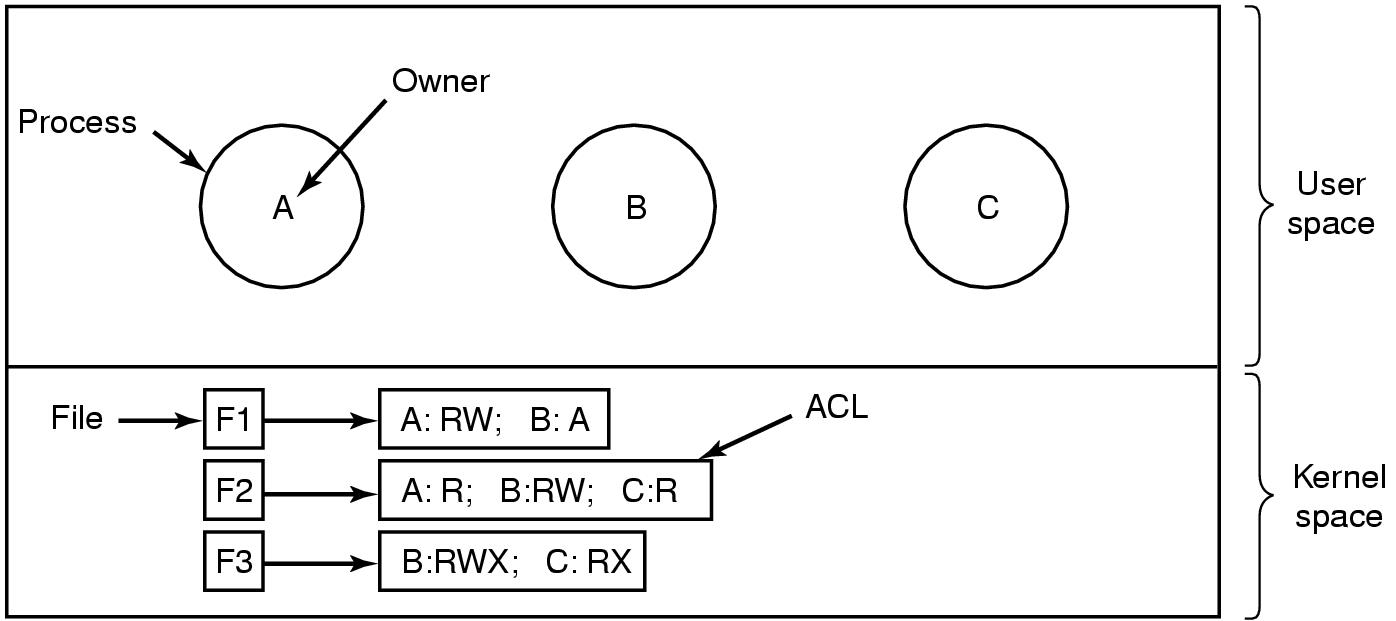 Owner
Process
A
B
C
User
space
File
F1
A: RW; B: A
ACL
F2
A: R; B:RW; C:R
F3
B:RWX; C: RX
Kernel
space